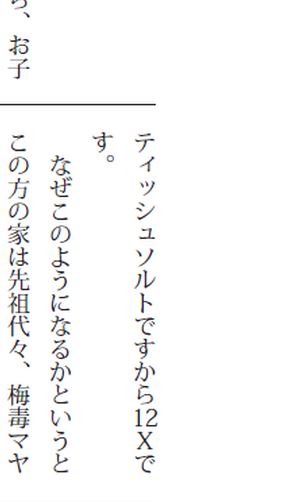 、お子
ティッシュソルトですから12Xで
す。
なぜこのようになるかというと
この方の家は先祖代々、梅毒マヤ